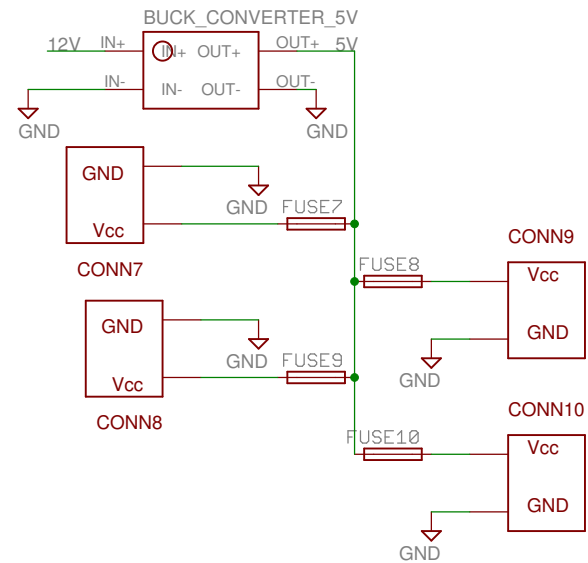 BUCK_CONVERTER_5V
12V IN+ IN+ OUT+ OUT+ 5V
IN- IN- OUT- OUT-
GND GND
GND
Vcc
GND
FUSE7
CONN7
CONN9
FUSE8
Vcc
GND
GND
GND
Vcc
GND
FUSE9
CONN8
CONN10
FUSE10
Vcc
GND
GND